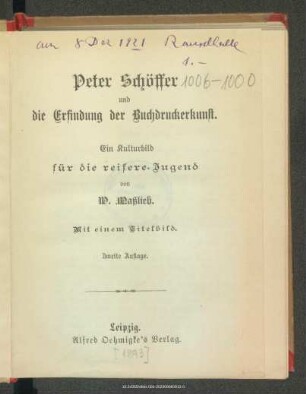 am 8 Dez 1921
1.–
Peter Schöffer 1006-1000
und
die Erfindung der Buchdruckerkunst.
Ein Kulturbild
für die reifere Jugend
von
W. Maßlieb.
Mit einem Titelbild.
Zweite Auflage.
Leipzig.
Alfred Oehmigke's Verlag.